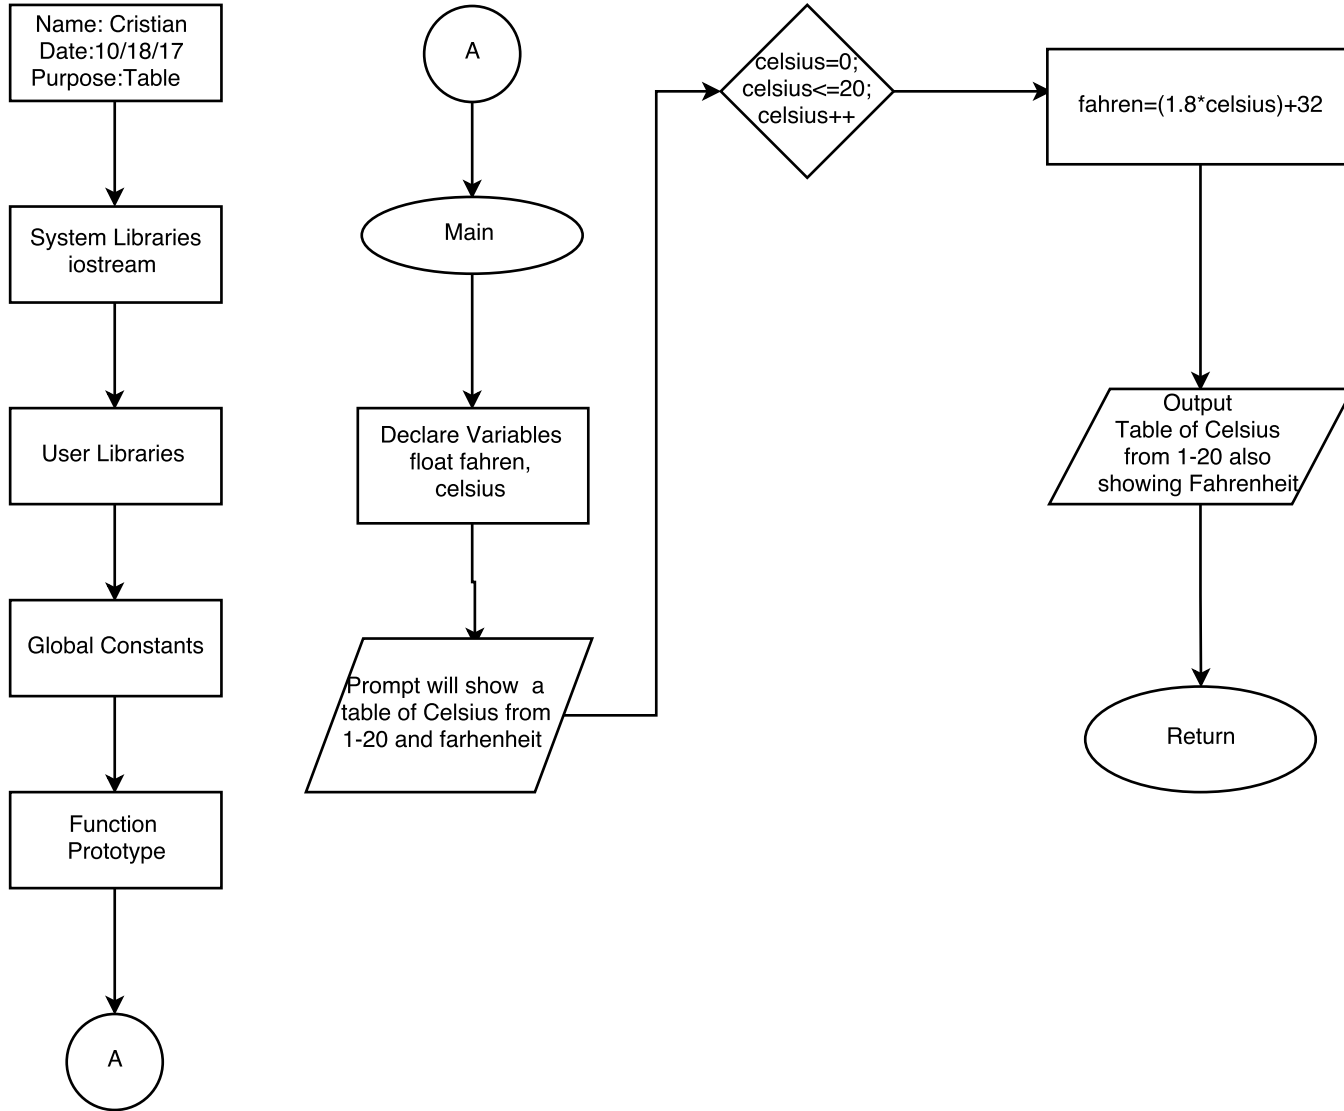 Name: Cristian
Date:10/18/17
Purpose:Table
System Libraries
iostream
User Libraries
Global Constants
Function
Prototype
A
A
Main
Declare Variables
float fahren,
celsius
Prompt will show a
table of Celsius from
1-20 and farhenheit
celsius=0;
celsius<=20;
celsius++
fahren=(1.8*celsius)+32
Output
Table of Celsius
from 1-20 also
showing Fahrenheit
Return